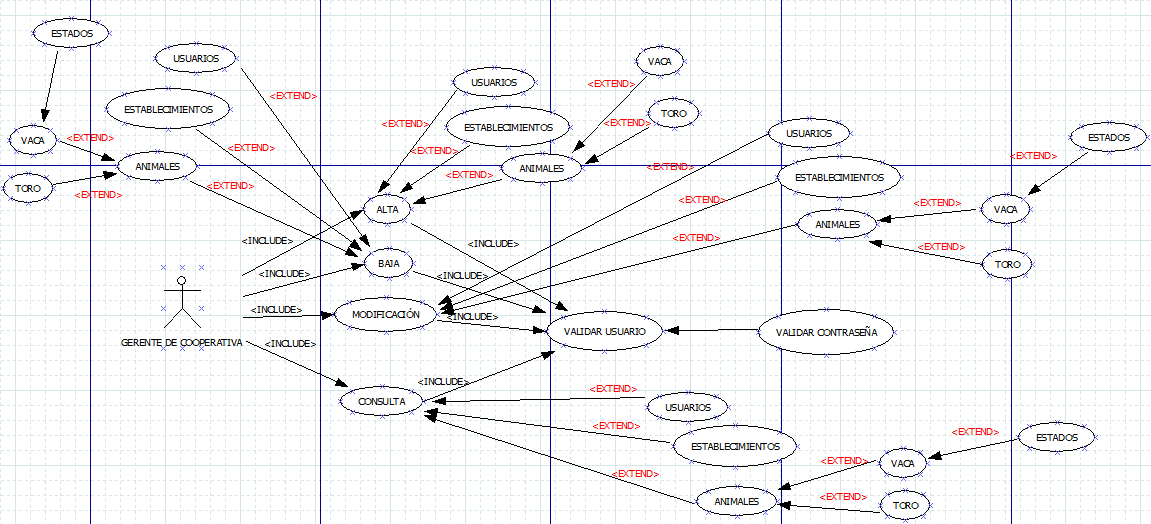 ESTADOS
USUARIOS
VACA
USUARIOS
<EXTEND>
<EXTEND>
ESTABLECIMIENTOS
TORO
<EXTEND>
<EXTEND>
ESTABLECIMIENTOS
USUARIOS
ESTADOS
VACA
<EXTEND>
<EXTEND>
<EXTEND>
<EXTEND>
ANIMALES
ANIMALES
<EXTEND>
ESTABLECIMIENTOS
TORO
<EXTEND>
<EXTEND>
<EXTEND>
<EXTEND>
<EXTEND>
ALTA
VACA
ANIMALES
<INCLUDE>
<INCLUDE>
<EXTEND>
<EXTEND>
BAJA
TORO
<INCLUDE>
<INCLUDE>
<INCLUDE>
MODIFICACIÓN
<INCLUDE>
VALIDAR USUARIO
VALIDAR CONTRASEÑA
GERENTE DE COOPERATIVA
<INCLUDE>
<INCLUDE>
<EXTEND>
CONSULTA
USUARIOS
<EXTEND>
<EXTEND>
ESTADOS
ESTABLECIMIENTOS
<EXTEND>
VACA
<EXTEND>
<EXTEND>
ANIMALES
TORO